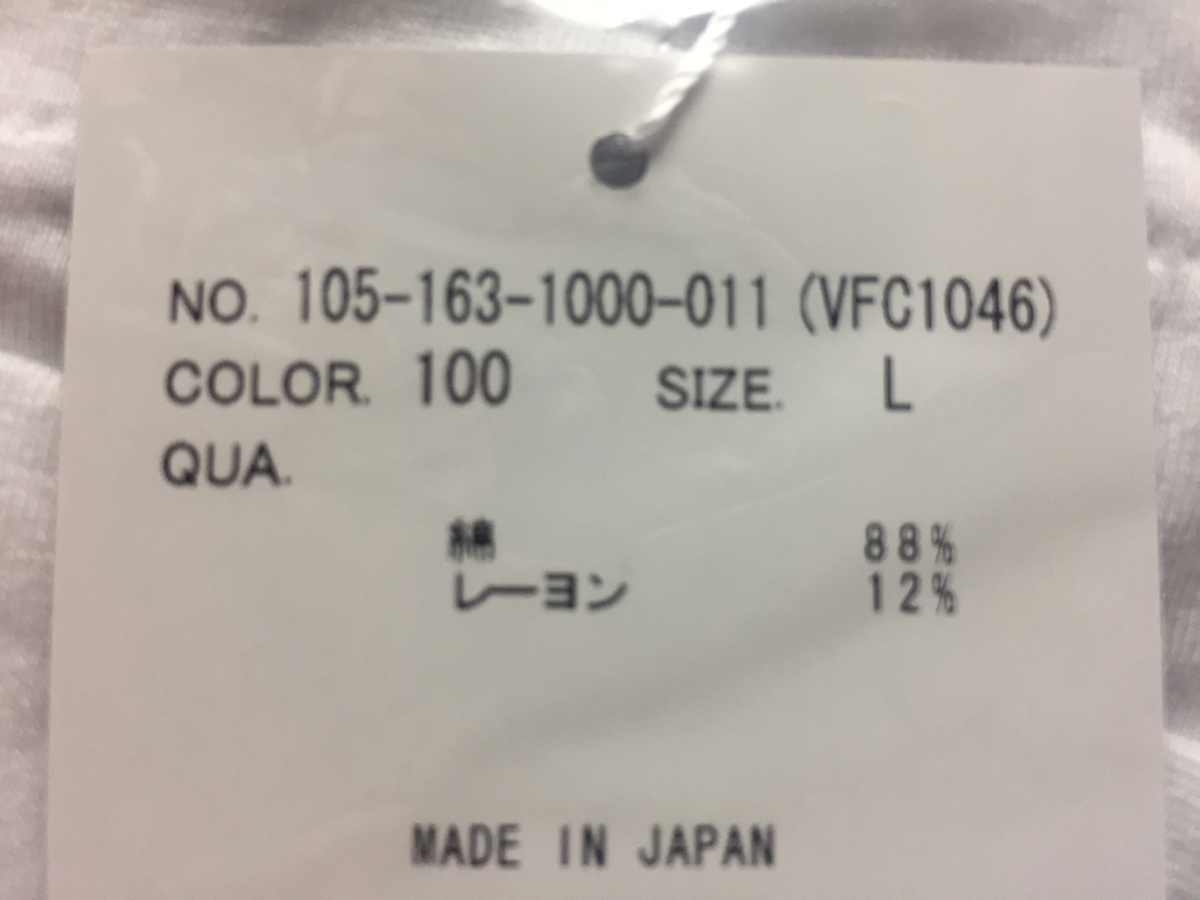 NO. 105-163-1000-011 (VFC1046)
COLOR. 100 SIZE. L
QUA.
綿 88%
レーヨン 12%
MADE IN JAPAN